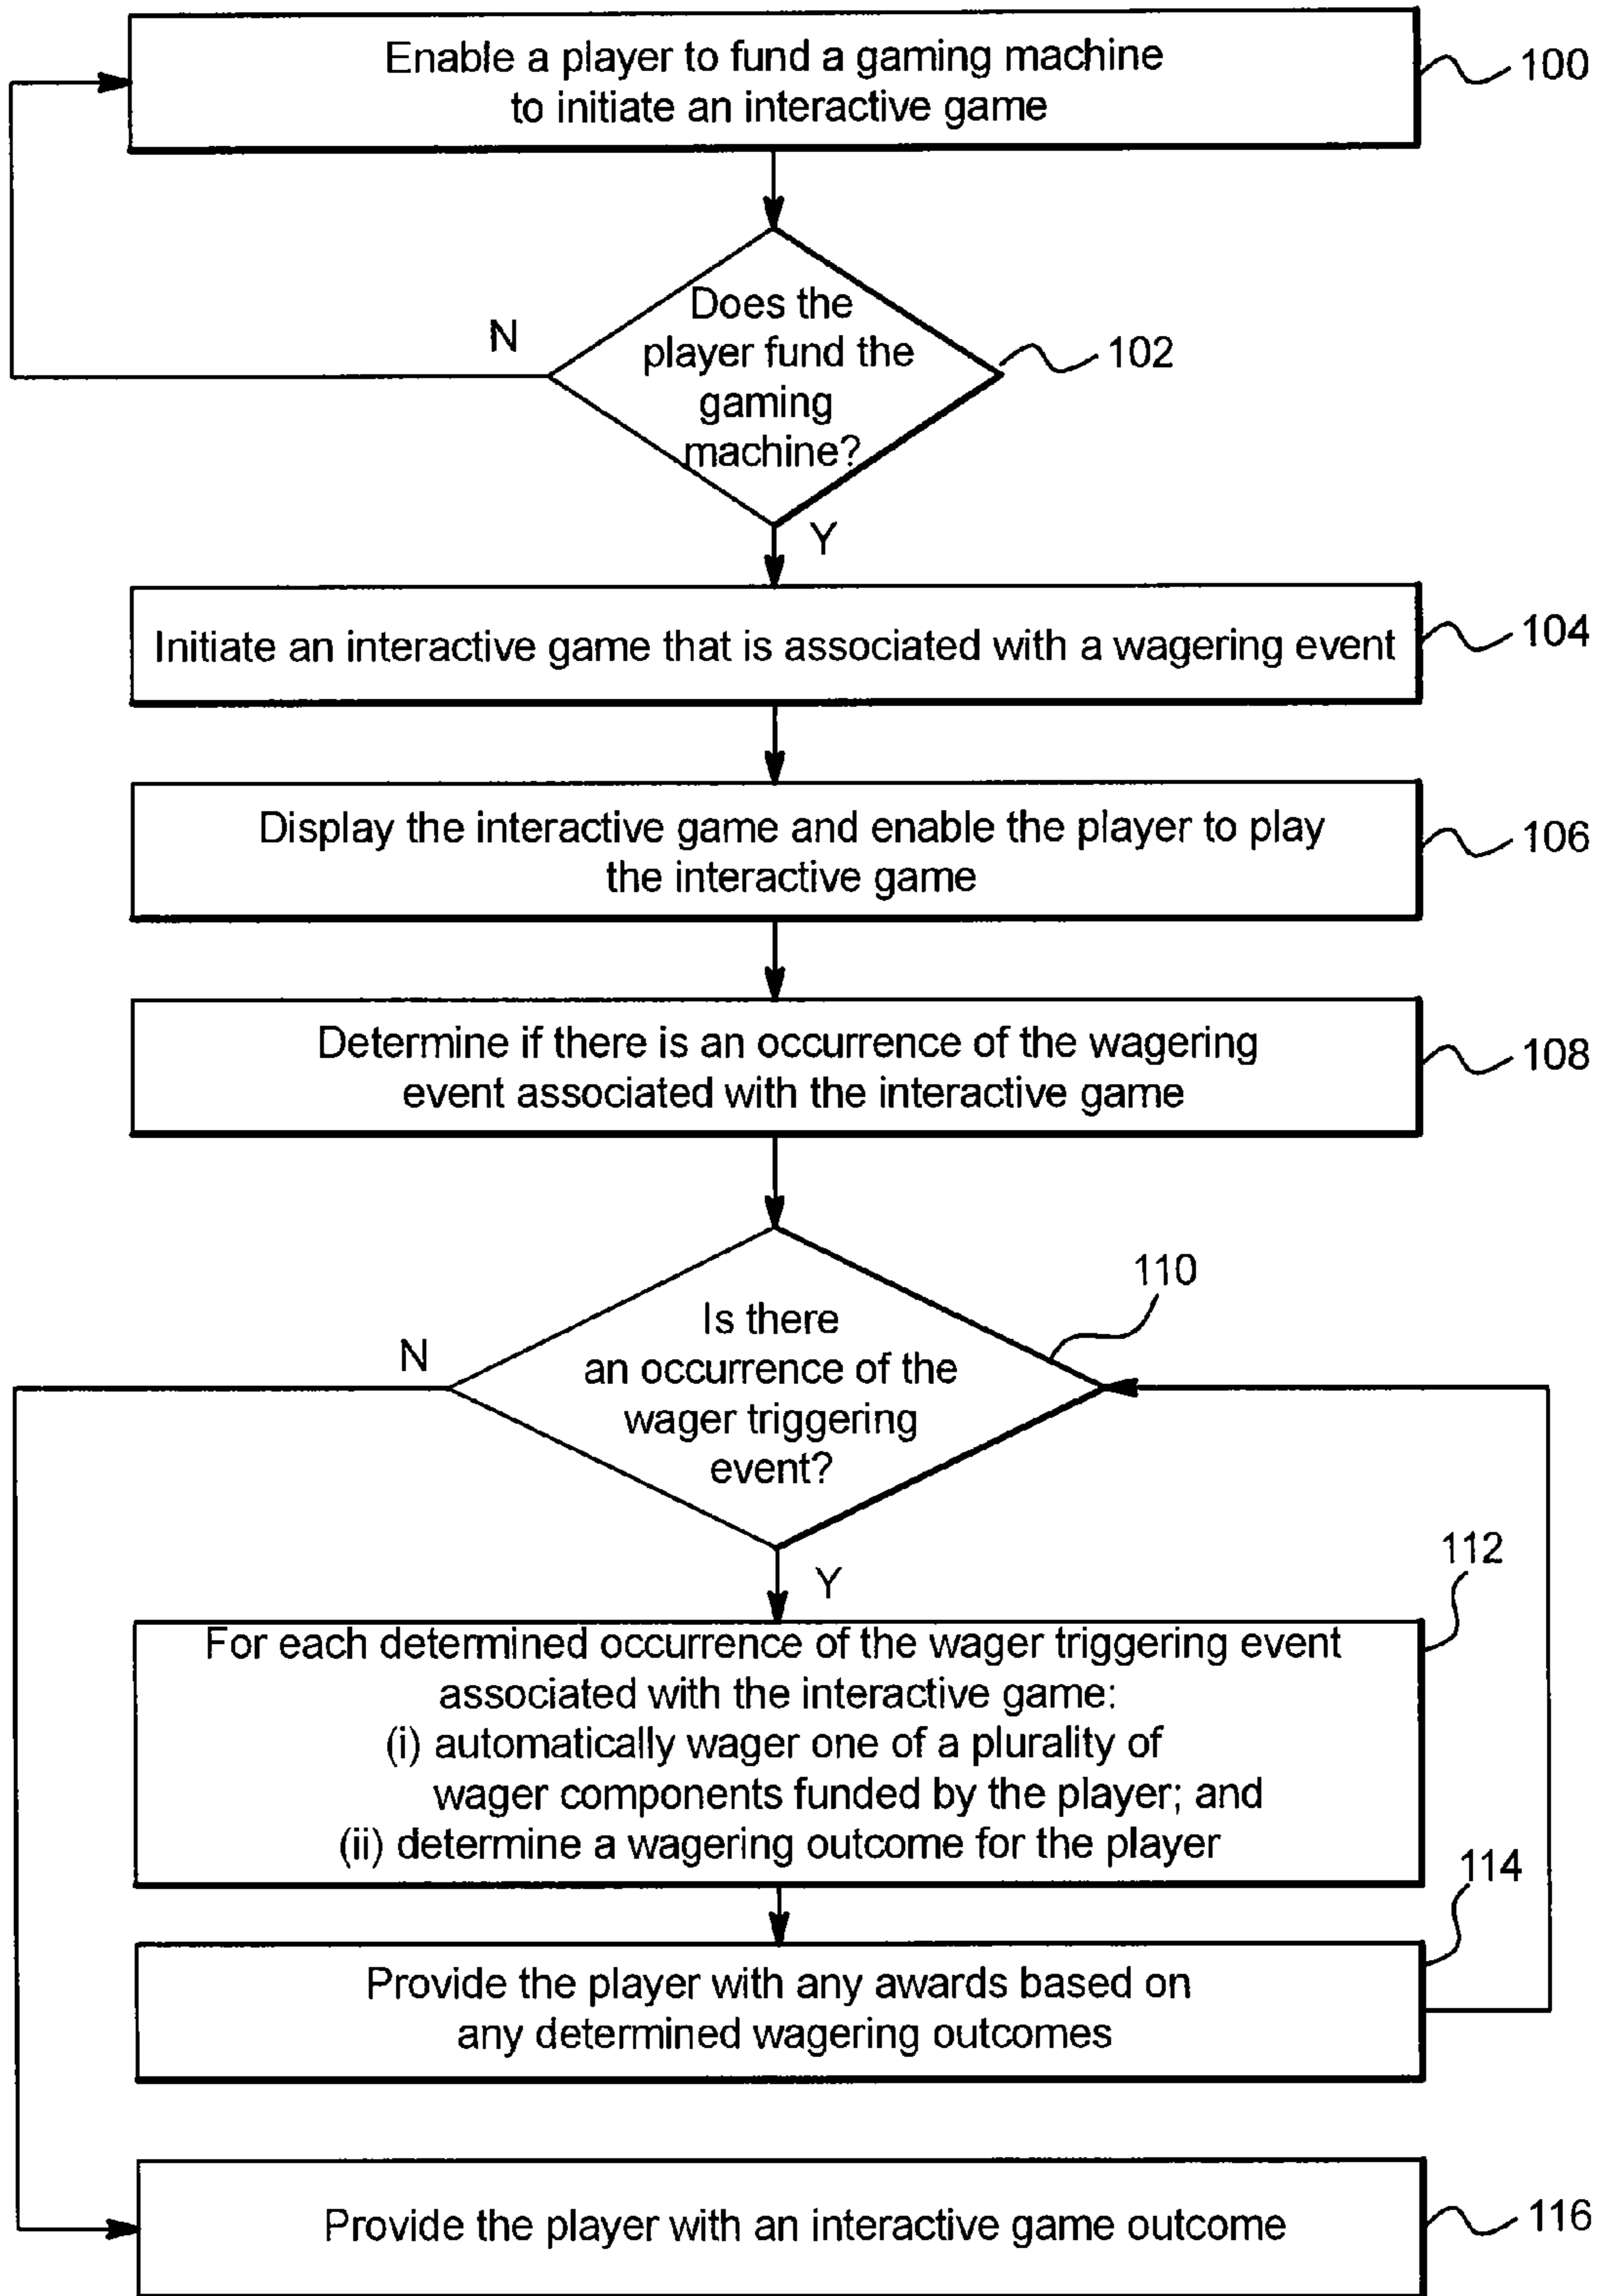 Enable a player to fund a gaming machine
to initiate an interactive game
100
Does the
player fund the
gaming
machine?
N
102
Y
Initiate an interactive game that is associated with a wagering event
104
Display the interactive game and enable the player to play
the interactive game
106
Determine if there is an occurrence of the wagering
event associated with the interactive game
108
110
Is there
an occurrence of the
wager triggering
event?
N
Y
112
For each determined occurrence of the wager triggering event
associated with the interactive game:
(i) automatically wager one of a plurality of
wager components funded by the player; and
(ii) determine a wagering outcome for the player
114
Provide the player with any awards based on
any determined wagering outcomes
Provide the player with an interactive game outcome
116